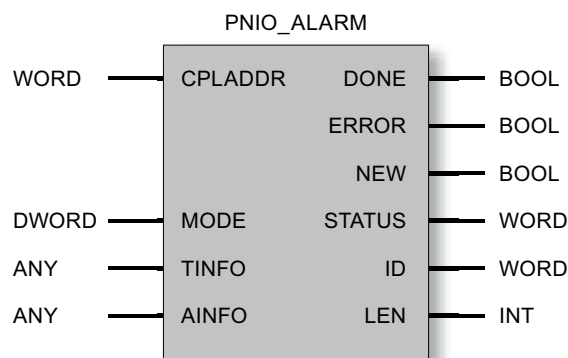 PNIO_ALARM
WORD CPLADDR DONE BOOL
ERROR BOOL
NEW BOOL
DWORD MODE STATUS WORD
ANY TINFO ID WORD
ANY AINFO LEN INT